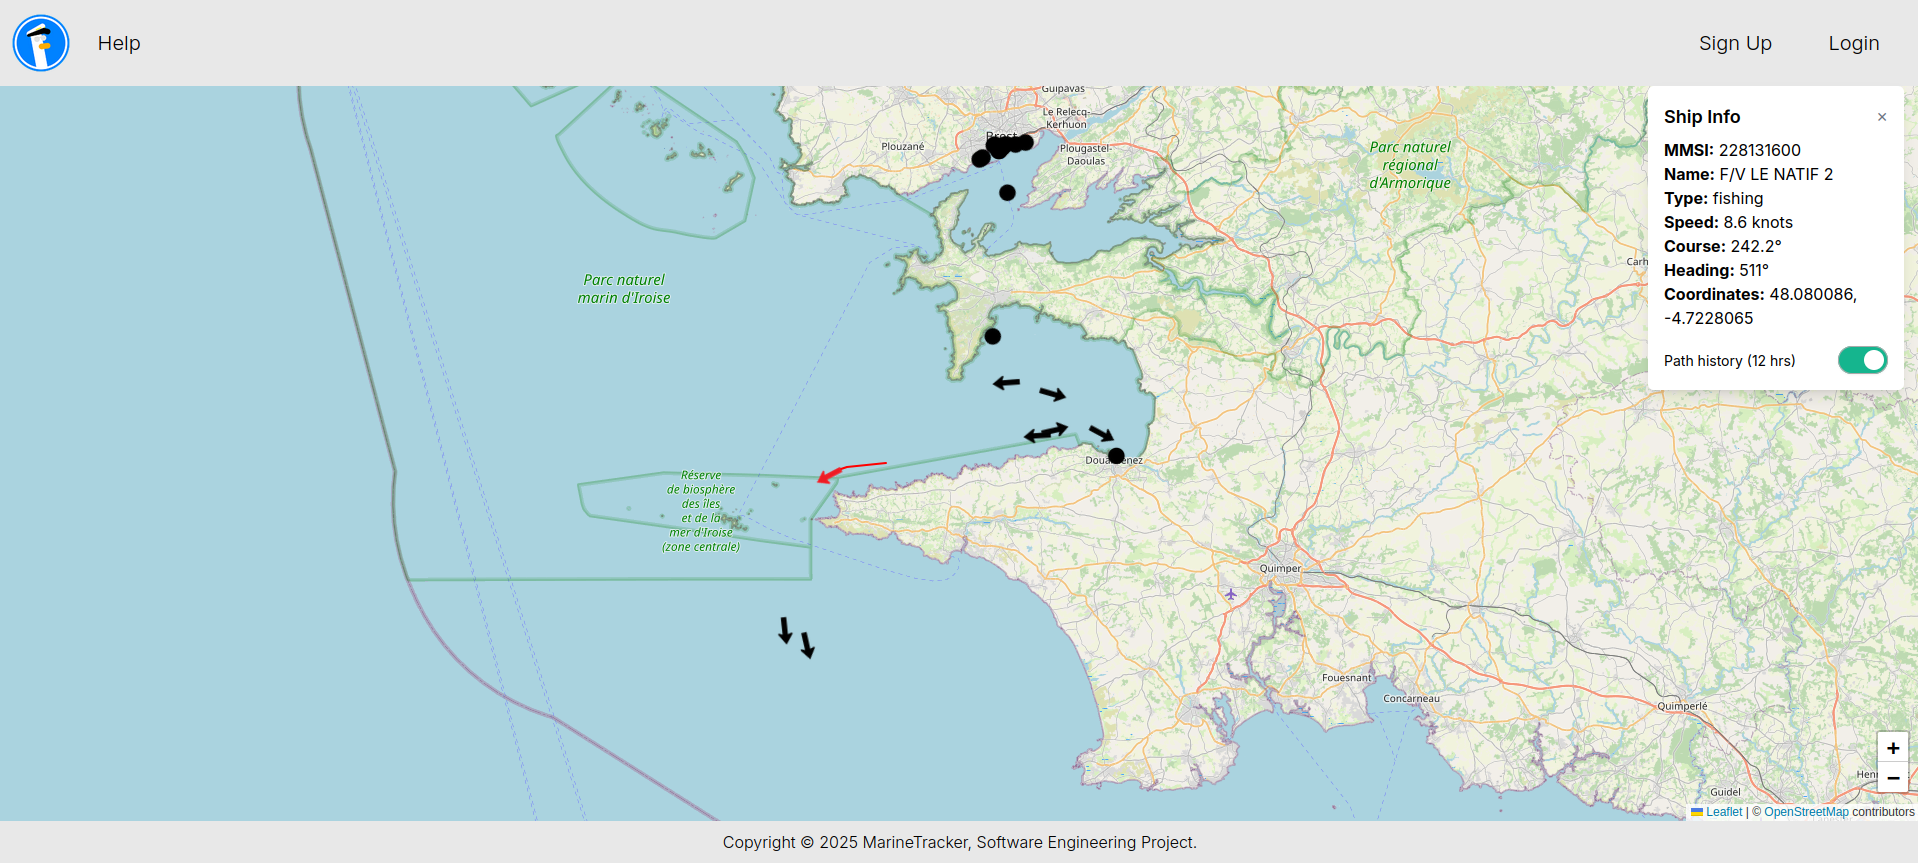 Help
Sign Up
Login
Guipavas
Le Relecq-
Kerhuon
Brest
Plouzané
Plougastel-
Daoulas
Parc naturel
régional
d'Armorique
Parc naturel
marin d'Iroise
Réserve
de biosphère
des îles
et de la
mer d'Iroise
(zone centrale)
Quimper
Fouesnant
Concarneau
Quimperlé
Guidel
Ship Info
×
MMSI: 228131600
Name: F/V LE NATIF 2
Type: fishing
Speed: 8.6 knots
Course: 242.2°
Heading: 511°
Coordinates: 48.080086,
-4.7228065
Path history (12 hrs)
+
−
Leaflet | © OpenStreetMap contributors
Copyright © 2025 MarineTracker, Software Engineering Project.